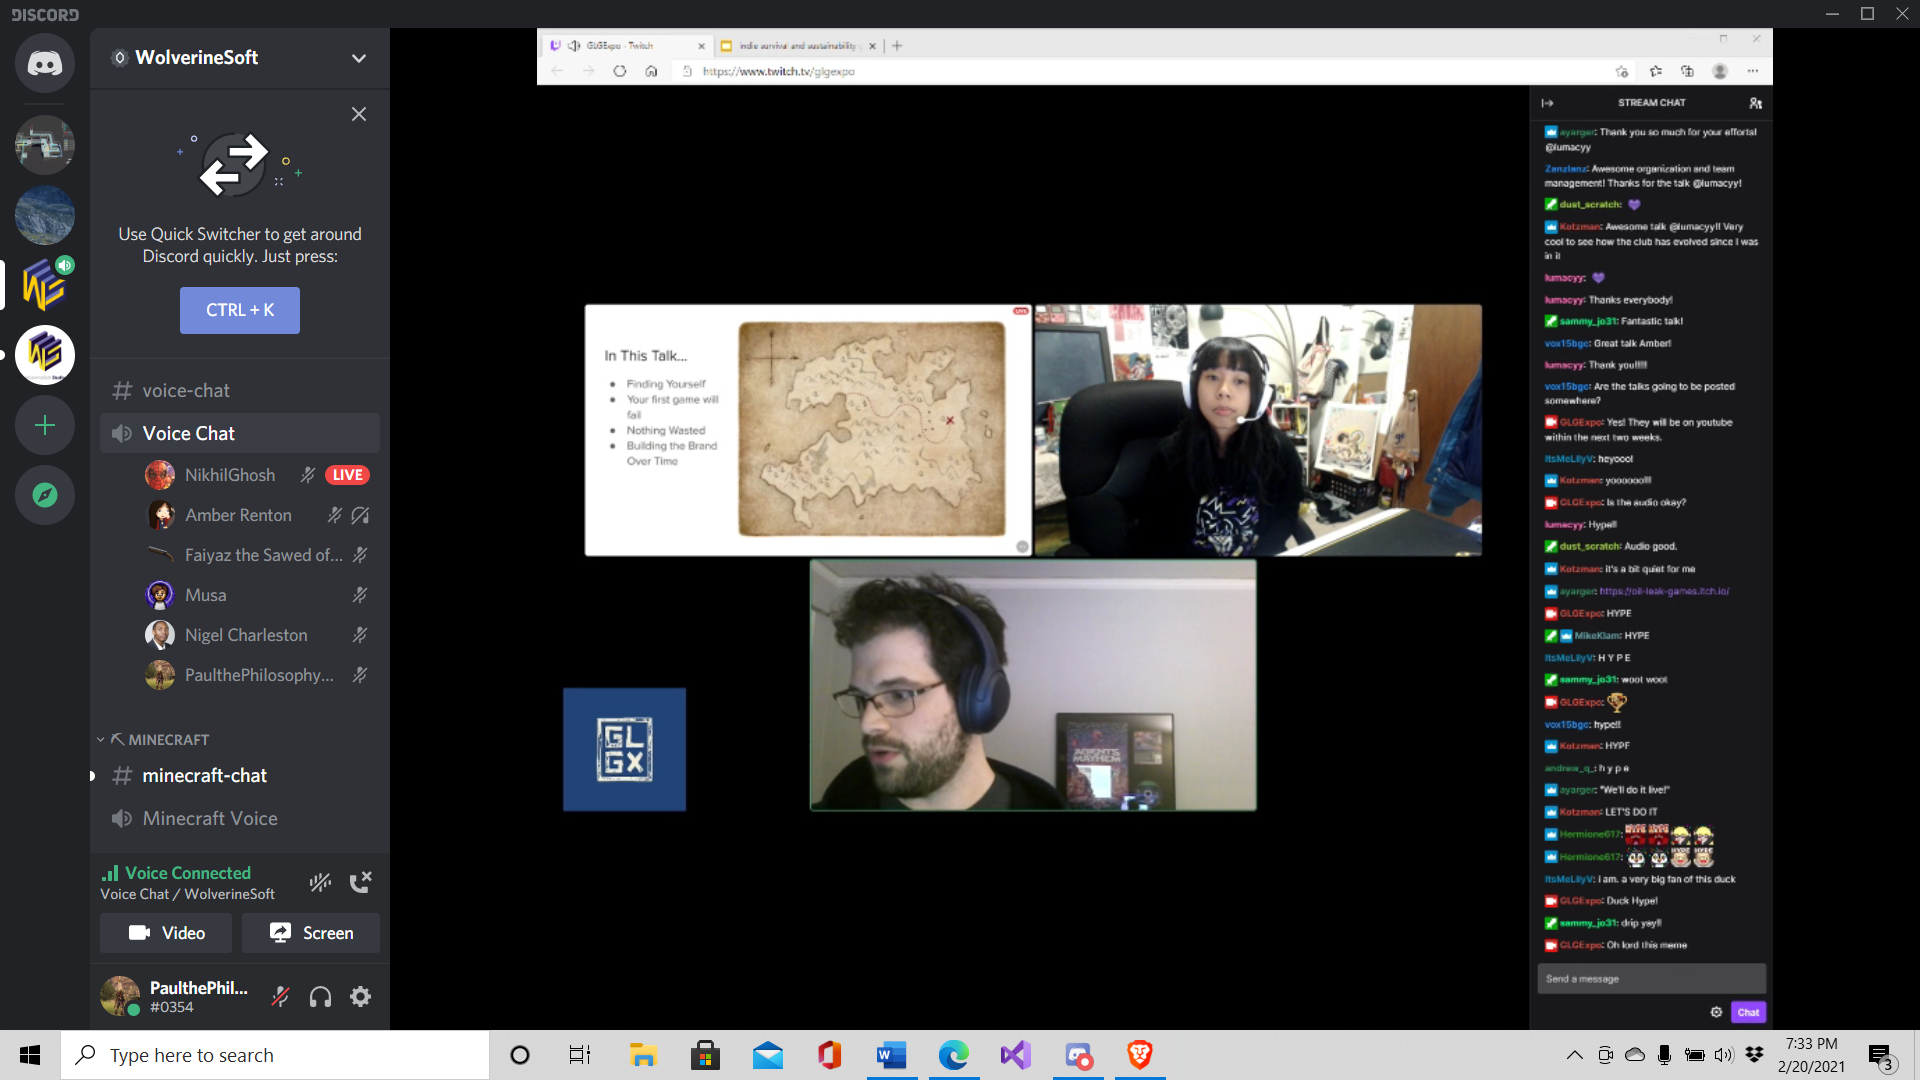 DISCORD
WolverineSoft
Use Quick Switcher to get around
Discord quickly. Just press:
CTRL + K
voice-chat
Voice Chat
NikhilGhosh LIVE
Amber Renton
Faiyaz the Sawed of...
Musa
Nigel Charleston
PaulthePhilosophy...
MINECRAFT
minecraft-chat
Minecraft Voice
Voice Connected
Voice Chat / WolverineSoft
Video Screen
PaulthePhil...
#0354
GLGExpo - Twitch
indie survival and sustainability
https://www.twitch.tv/glgexpo
LIVE
In This Talk...
Finding Yourself
Your first game will
fail
Nothing Wasted
Building the Brand
Over Time
GL
GX
AGENTS
MAYHEM
STREAM CHAT
ayarger: Thank you so much for your efforts!
@lumacyy
Zanzlanz: Awesome organization and team
management! Thanks for the talk @lumacyy!
dust_scratch:
Kotzman: Awesome talk @lumacyy!! Very
cool to see how the club has evolved since I was
in it
lumacyy:
lumacyy: Thanks everybody!
sammy_jo31: Fantastic talk!
vox15bgc: Great talk Amber!
lumacyy: Thank you!!!!!
vox15bgc: Are the talks going to be posted
somewhere?
GLGExpo: Yes! They will be on youtube
within the next two weeks.
ItsMeLilyV: heyoool
Kotzman: yoooooo!!!
GLGExpo: Is the audio okay?
lumacyy: Hype!!
dust_scratch: Audio good.
Kotzman: it's a bit quiet for me
ayarger: https://oil-leak-games.itch.io/
GLGExpo: HYPE
MikeKlam: HYPE
ItsMeLilyV: H Y P E
sammy_jo31: woot woot
GLGExpo:
vox15bgc: hype!!
Kotzman: HYPF
andrew_q_: h y p e
ayarger: "We'll do it live!"
Kotzman: LET'S DO IT
Hermione617: HYPE HYPE
Hermione617: HYPE
ItsMeLilyV: i am. a very big fan of this duck
GLGExpo: Duck Hype!
sammy_jo31: drip yay!!
GLGExpo: Oh lord this meme
Send a message
Chat
Type here to search
7:33 PM
2/20/2021
3